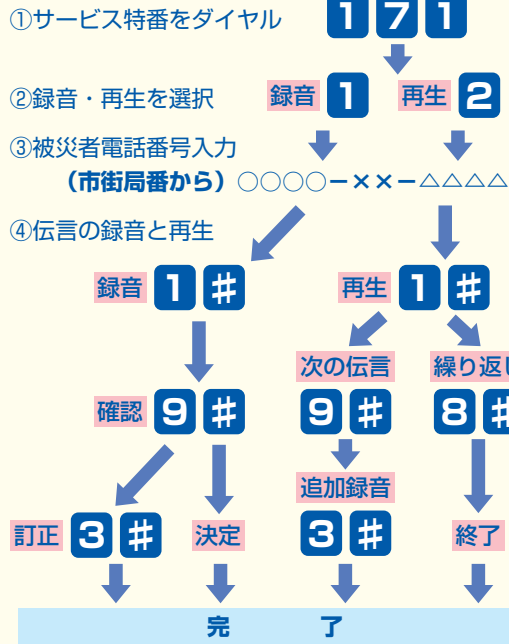 ①サービス特番をダイヤル 1 7 1
②録音・再生を選択 録音 1 再生 2
③被災者電話番号入力
(市街局番から)○○○○−××−△△△△
④伝言の録音と再生
録音 1 # 再生 1 #
次の伝言 繰り返し
確認 9 # 9 # 8 #
追加録音
訂正 3 # 決定 3 # 終了
完 了